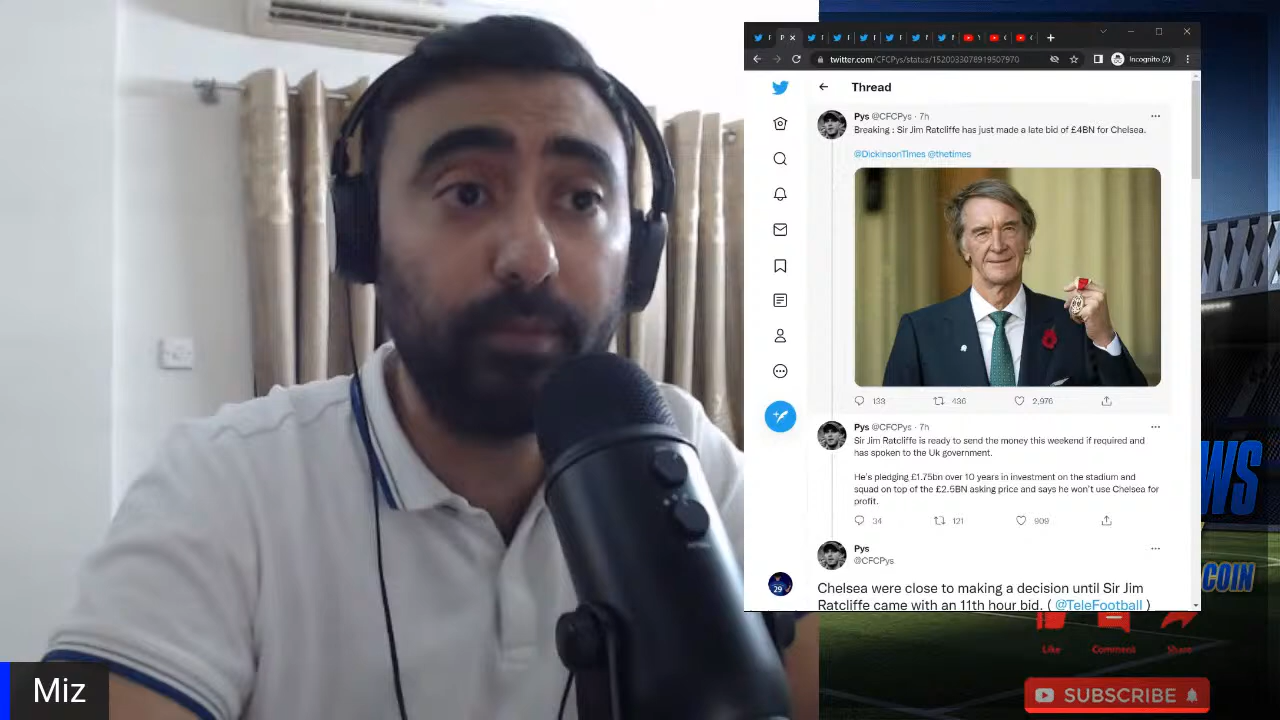 twitter.com/CFCPys/status/1520033078919507970
Incognito (2)
Thread
Pys @CFCPys · 7h
Breaking : Sir Jim Ratcliffe has just made a late bid of £4BN for Chelsea.
@DickinsonTimes @thetimes
133 436 2,976
Pys @CFCPys · 7h
Sir Jim Ratcliffe is ready to send the money this weekend if required and
has spoken to the Uk government.
He's pledging £1.75bn over 10 years in investment on the stadium and
squad on top of the £2.5BN asking price and says he won't use Chelsea for
profit.
34 121 909
Pys
@CFCPys
Chelsea were close to making a decision until Sir Jim
Ratcliffe came with an 11th hour bid. ( @TeleFootball )
29
WS
COIN
Like Comment Share
SUBSCRIBE
Miz